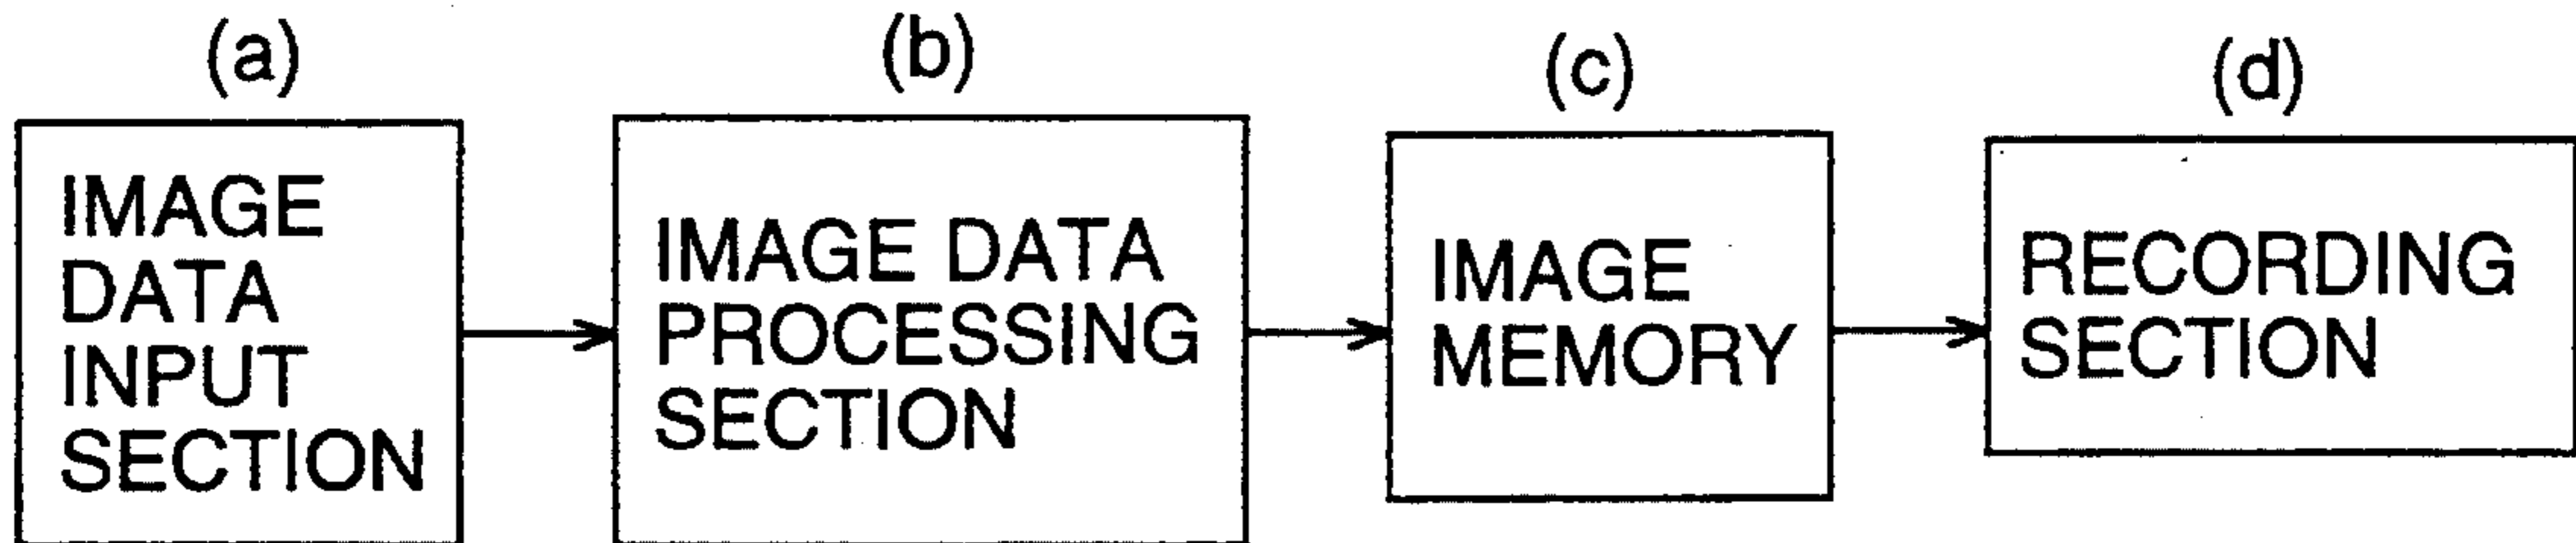 (a)
IMAGE
DATA
INPUT
SECTION
(b)
IMAGE DATA
PROCESSING
SECTION
(c)
IMAGE
MEMORY
(d)
RECORDING
SECTION